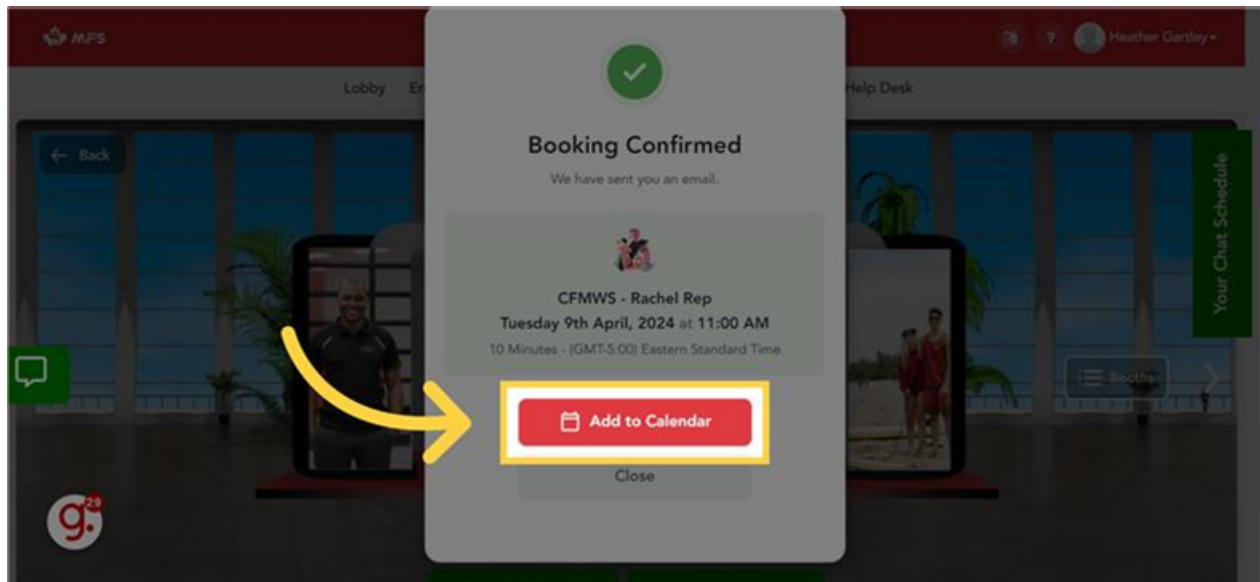 MFS
?
Heather Gartley
Lobby
Help Desk
Back
Booking Confirmed
We have sent you an email.
CFMWS - Rachel Rep
Tuesday 9th April, 2024 at 11:00 AM
10 Minutes - (GMT-5:00) Eastern Standard Time
Add to Calendar
Close
Your Chat Schedule
Booths
g.
29